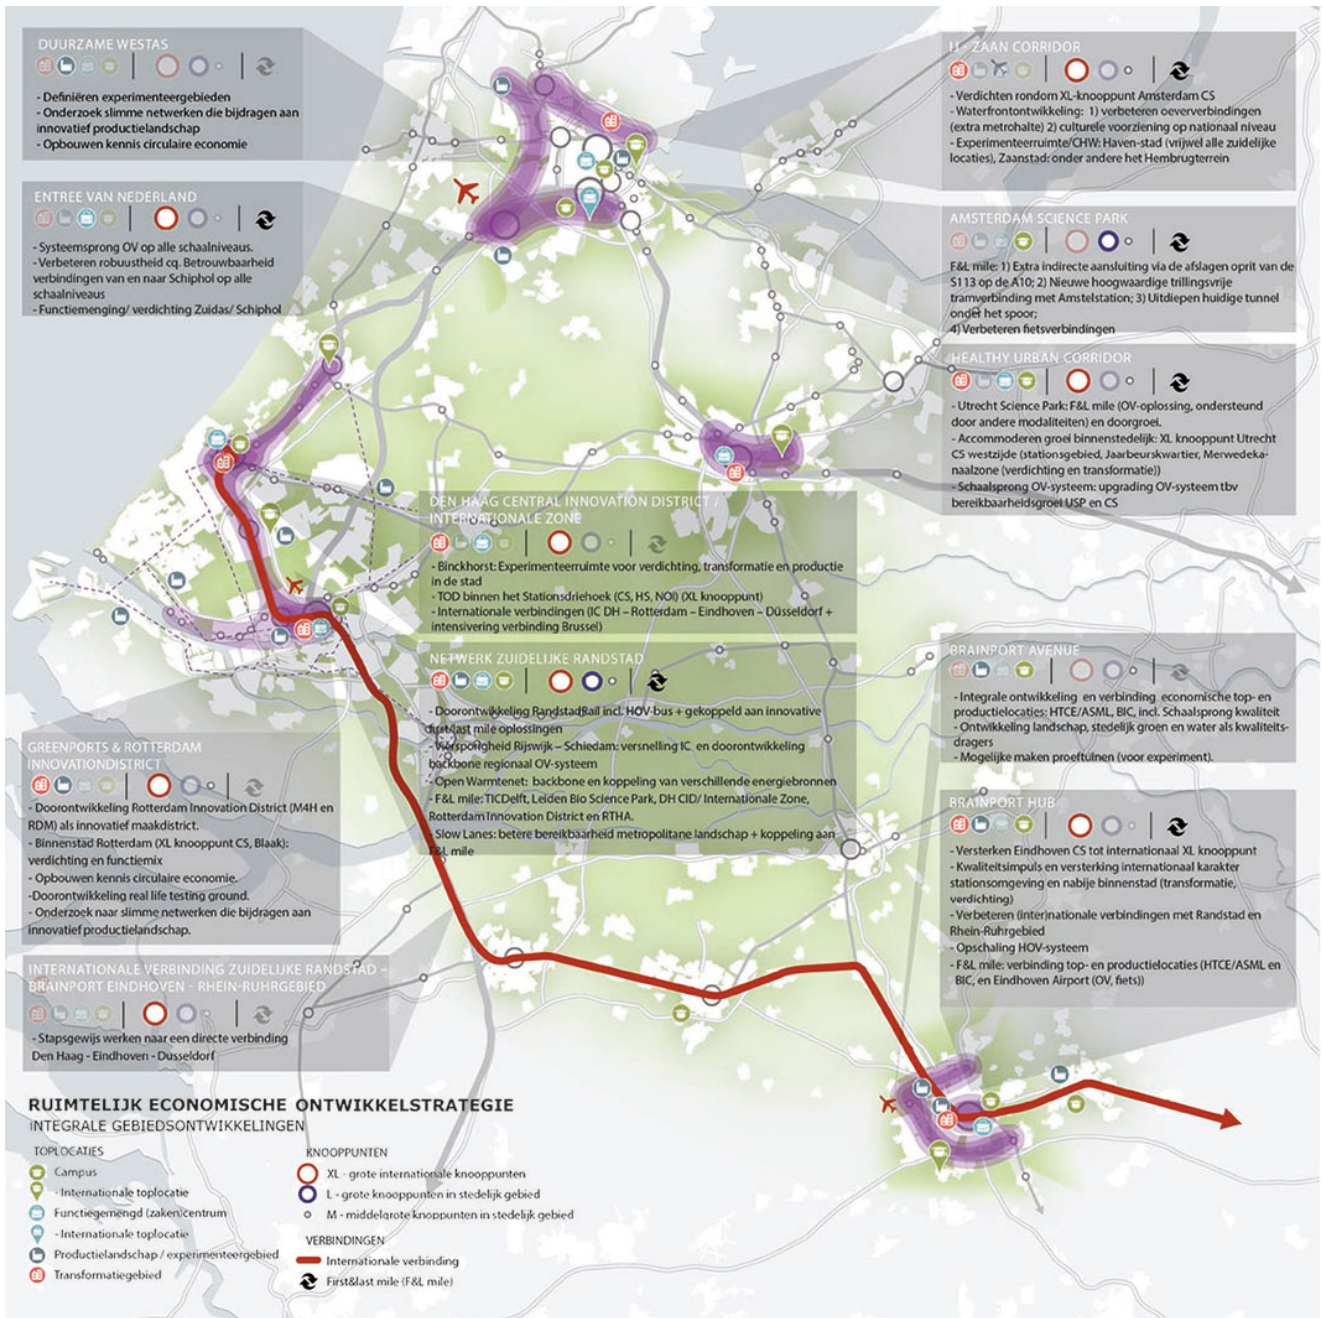 DUURZAME WESTAS
- Definiëren experimenteergebieden
- Onderzoek slimme netwerken die bijdragen aan
innovatief productielandschap
- Opbouwen kennis circulaire economie
ENTREE VAN NEDERLAND
- Systeemsprong OV op alle schaalniveaus.
- Verbeteren robuustheid cq. Betrouwbaarheid
verbindingen van en naar Schiphol op alle
schaalniveaus
- Functiemenging/ verdichting Zuidas/ Schiphol
IJ - ZAAN CORRIDOR
- Verdichten rondom XL-knooppunt Amsterdam CS
- Waterfrontontwikkeling: 1) verbeteren oeververbindingen
(extra metrohalte) 2) culturele voorziening op nationaal niveau
- Experimenteerruimte/CHW: Haven-stad (vrijwel alle zuidelijke
locaties), Zaanstad: onder andere het Hembrugterrein
AMSTERDAM SCIENCE PARK
F&L mile: 1) Extra indirecte aansluiting via de afslagen oprit van de
S113 op de A10; 2) Nieuwe hoogwaardige trillingsvrije
tramverbinding met Amstelstation; 3) Uitdiepen huidige tunnel
onder het spoor;
4) Verbeteren fietsverbindingen
HEALTHY URBAN CORRIDOR
- Utrecht Science Park: F&L mile (OV-oplossing, ondersteund
door andere modaliteiten) en doorgroei.
- Accommoderen groei binnenstedelijk: XL knooppunt Utrecht
CS westzijde (stationsgebied, Jaarbeurskwartier, Merwedeka-
naalzone (verdichting en transformatie))
- Schaalsprong OV-systeem: upgrading OV-systeem tbv
bereikbaarheidsgroei USP en CS
DEN HAAG CENTRAL INNOVATION DISTRICT /
INTERNATIONALE ZONE
- Binckhorst: Experimenteerruimte voor verdichting, transformatie en productie
in de stad
- TOD binnen het Stationsdriehoek (CS, HS, NOI) (XL knooppunt)
- Internationale verbindingen (IC DH – Rotterdam – Eindhoven – Düsseldorf +
intensivering verbinding Brussel)
NETWERK ZUIDELIJKE RANDSTAD
- Doorontwikkeling RandstadRail incl. HOV-bus + gekoppeld aan innovative
first/last mile oplossingen
- Viersporigheid Rijswijk – Schiedam: versnelling IC en doorontwikkeling
backbone regionaal OV-systeem
- Open Warmtenet: backbone en koppeling van verschillende energiebronnen
- F&L mile: TICDelft, Leiden Bio Science Park, DH CID/ Internationale Zone,
Rotterdam Innovation District en RTHA.
- Slow Lanes: betere bereikbaarheid metropolitane landschap + koppeling aan
F&L mile
BRAINPORT AVENUE
- Integrale ontwikkeling en verbinding economische top- en
productielocaties: HTCE/ASML, BIC, incl. Schaalsprong kwaliteit
- Ontwikkeling landschap, stedelijk groen en water als kwaliteits-
dragers
- Mogelijke maken proeftuinen (voor experiment).
GREENPORTS & ROTTERDAM
INNOVATIONDISTRICT
- Doorontwikkeling Rotterdam Innovation District (M4H en
RDM) als innovatief maakdistrict.
- Binnenstad Rotterdam (XL knooppunt CS, Blaak):
verdichting en functiemix
- Opbouwen kennis circulaire economie.
-Doorontwikkeling real life testing ground.
- Onderzoek naar slimme netwerken die bijdragen aan
innovatief productielandschap.
BRAINPORT HUB
- Versterken Eindhoven CS tot internationaal XL knooppunt
- Kwaliteitsimpuls en versterking internationaal karakter
stationsomgeving en nabije binnenstad (transformatie,
verdichting)
- Verbeteren (inter)nationale verbindingen met Randstad en
Rhein-Ruhrgebied
- Opschaling HOV-systeem
- F&L mile: verbinding top- en productielocaties (HTCE/ASML en
BIC, en Eindhoven Airport (OV, fiets))
INTERNATIONALE VERBINDING ZUIDELIJKE RANDSTAD –
BRAINPORT EINDHOVEN - RHEIN-RUHRGEBIED
- Stapsgewijs werken naar een directe verbinding
Den Haag - Eindhoven - Dusseldorf
RUIMTELIJK ECONOMISCHE ONTWIKKELSTRATEGIE
INTEGRALE GEBIEDSONTWIKKELINGEN
TOPLOCATIES
Campus
- Internationale toplocatie
Functiegemengd (zaken)centrum
- Internationale toplocatie
Productielandschap / experimenteergebied
Transformatiegebied
KNOOPPUNTEN
XL - grote internationale knooppunten
L - grote knooppunten in stedelijk gebied
M - middelgrote knoppunten in stedelijk gebied
VERBINDINGEN
Internationale verbinding
First&last mile (F&L mile)